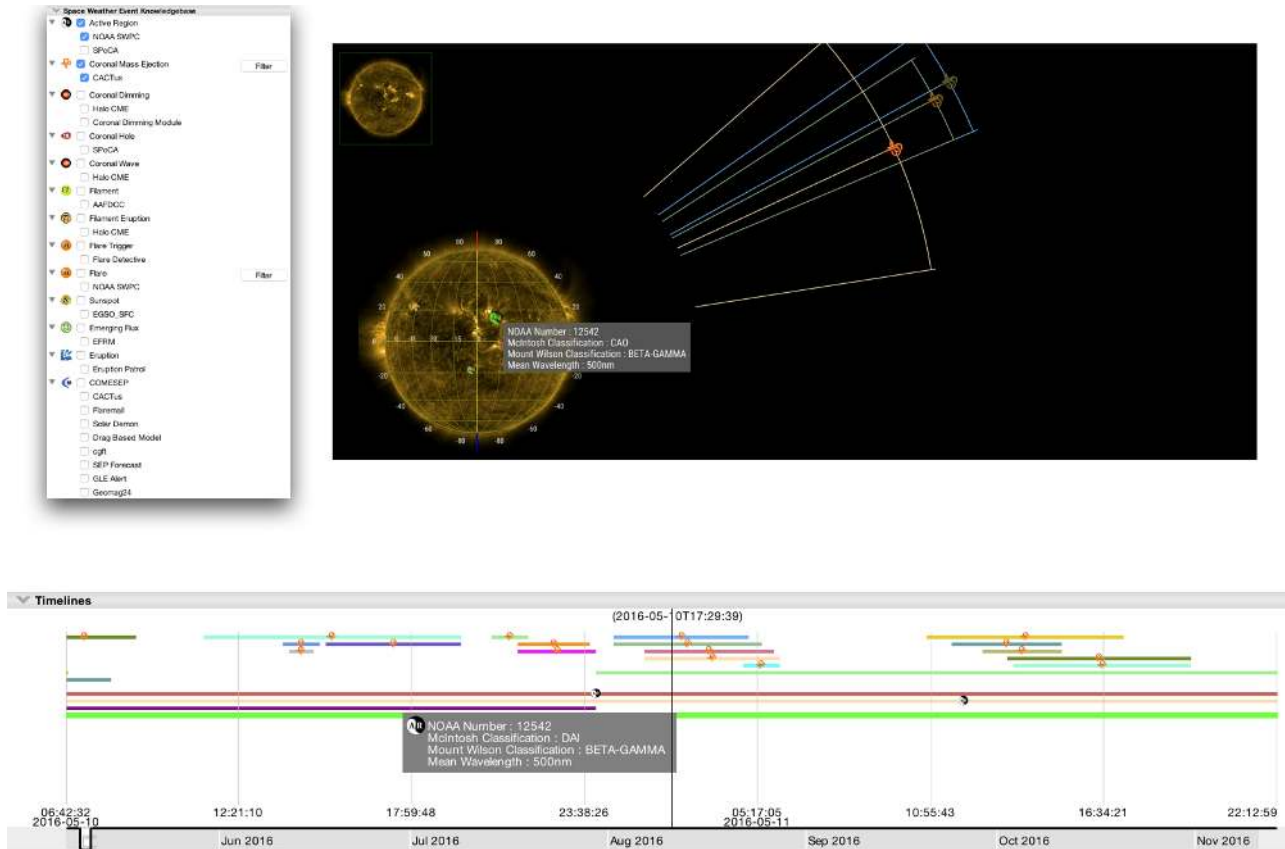 Space Weather Event Knowledgebase
Active Region
NOAA SWPC
SPoCA
Coronal Mass Ejection
Filter
CACTus
Coronal Dimming
Halo CME
Coronal Dimming Module
Coronal Hole
SPoCA
Coronal Wave
Halo CME
Filament
AAFDCC
Filament Eruption
Halo CME
Flare Trigger
Flare Detective
Flare
Filter
NOAA SWPC
Sunspot
EGSO_SFC
Emerging Flux
EFRM
Eruption
Eruption Patrol
COMESEP
CACTus
Flaremail
Solar Demon
Drag Based Model
cgft
SEP Forecast
GLE Alert
Geomag24
NOAA Number : 12542
McIntosh Classification : CAO
Mount Wilson Classification : BETA-GAMMA
Mean Wavelength : 500nm
Timelines
NOAA Number : 12542
McIntosh Classification : DAI
Mount Wilson Classification : BETA-GAMMA
Mean Wavelength : 500nm
06:42:32 12:21:10 17:59:48 23:38:26 05:17:05 10:55:43 16:34:21 22:12:59
2016-05-10 2016-05-11
Jun 2016 Jul 2016 Aug 2016 Sep 2016 Oct 2016 Nov 2016